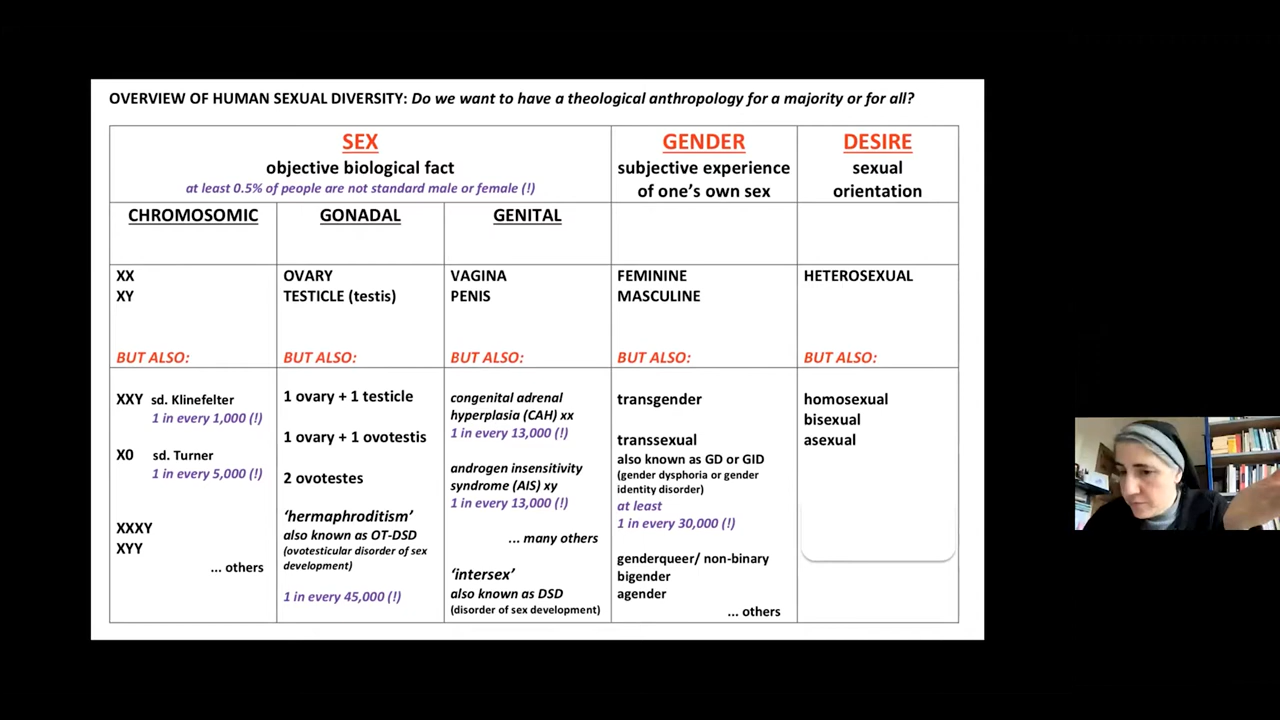 OVERVIEW OF HUMAN SEXUAL DIVERSITY: Do we want to have a theological anthropology for a majority or for all?
SEX
objective biological fact
at least 0.5% of people are not standard male or female (!)
GENDER
subjective experience
of one's own sex
DESIRE
sexual
orientation
CHROMOSOMIC
GONADAL
GENITAL
XX
XY
BUT ALSO:
OVARY
TESTICLE (testis)
BUT ALSO:
VAGINA
PENIS
BUT ALSO:
FEMININE
MASCULINE
BUT ALSO:
HETEROSEXUAL
BUT ALSO:
XXY sd. Klinefelter
1 in every 1,000 (!)
X0 sd. Turner
1 in every 5,000 (!)
XXXY
XYY
... others
1 ovary + 1 testicle
1 ovary + 1 ovotestis
2 ovotestes
‘hermaphroditism’
also known as OT-DSD
(ovotesticular disorder of sex
development)
1 in every 45,000 (!)
congenital adrenal
hyperplasia (CAH) xx
1 in every 13,000 (!)
androgen insensitivity
syndrome (AIS) xy
1 in every 13,000 (!)
... many others
‘intersex’
also known as DSD
(disorder of sex development)
transgender
transsexual
also known as GD or GID
(gender dysphoria or gender
identity disorder)
at least
1 in every 30,000 (!)
genderqueer/ non-binary
bigender
agender
... others
homosexual
bisexual
asexual